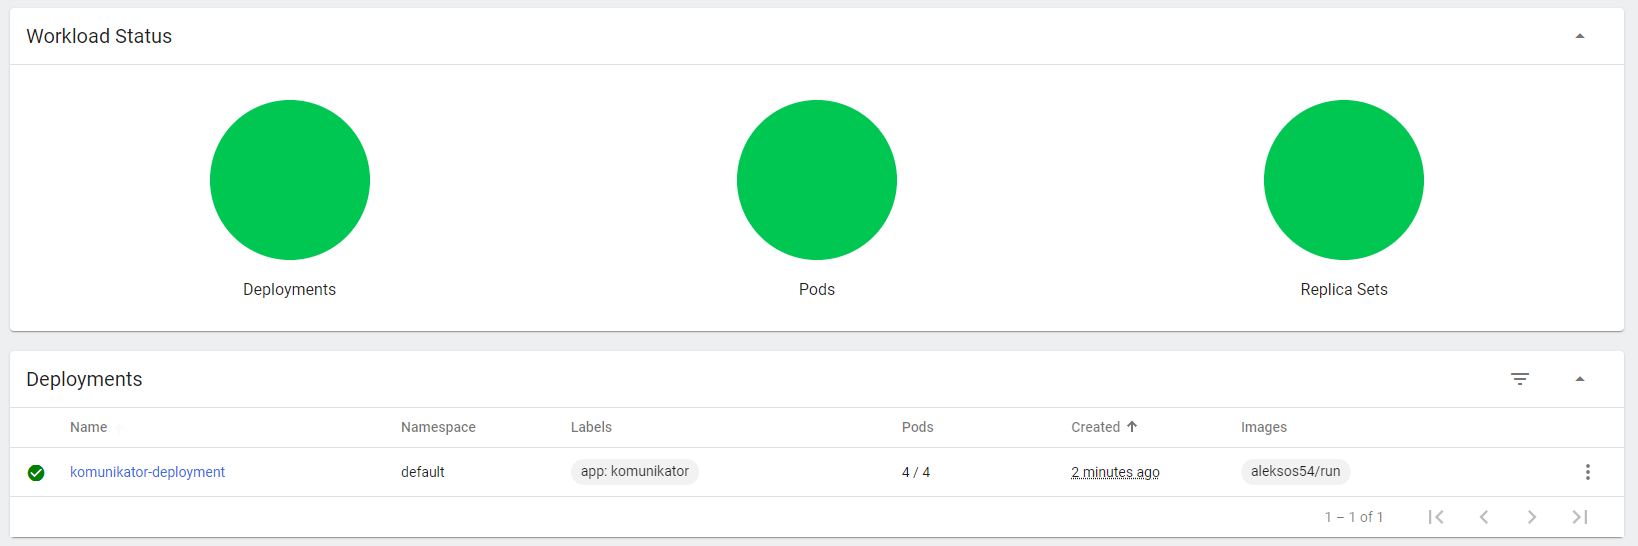 Workload Status
Deployments
Pods
Replica Sets
Deployments
Name Namespace Labels Pods Created Images
komunikator-deployment default app: komunikator 4 / 4 2 minutes ago aleksos54/run
1 – 1 of 1